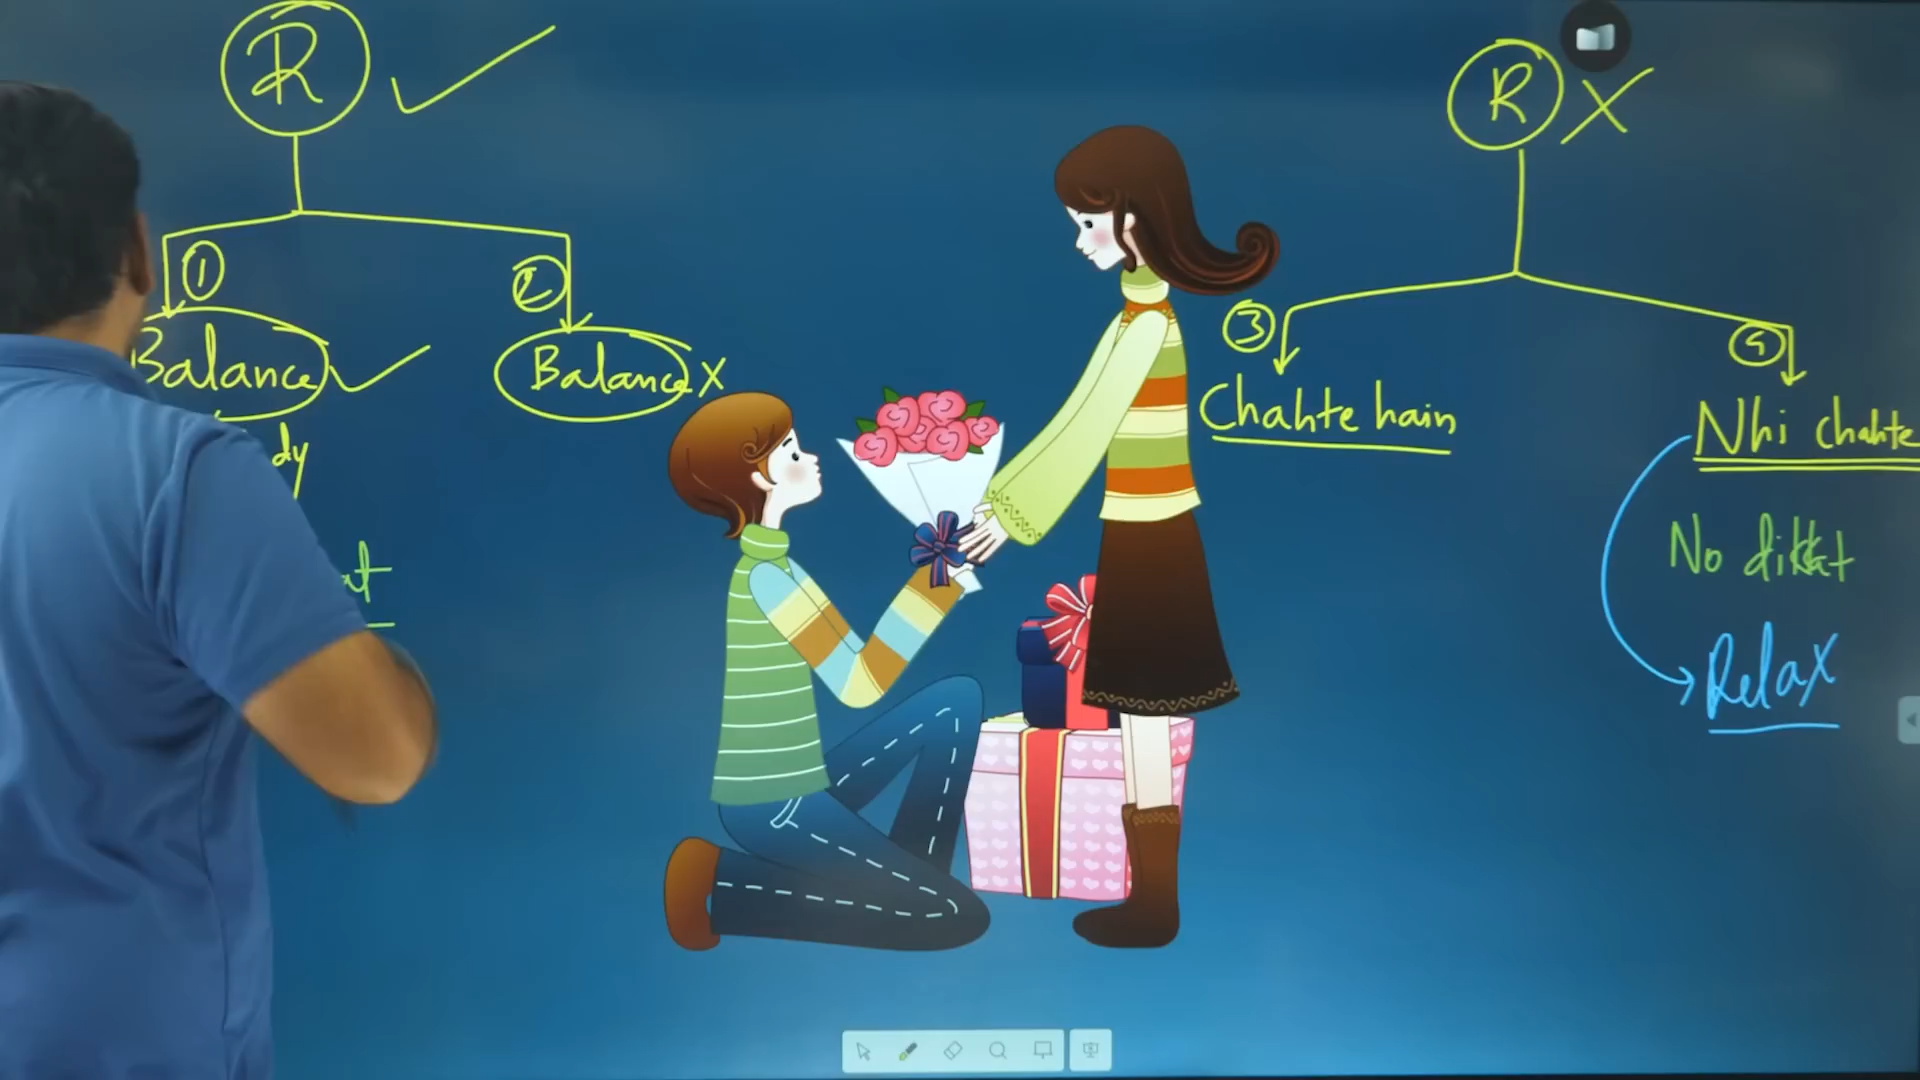 R ✓
① 
Balance ✓
②
Balance X
R X
③
Chahte hain
④
Nhi chahte
No dikkat
Relax